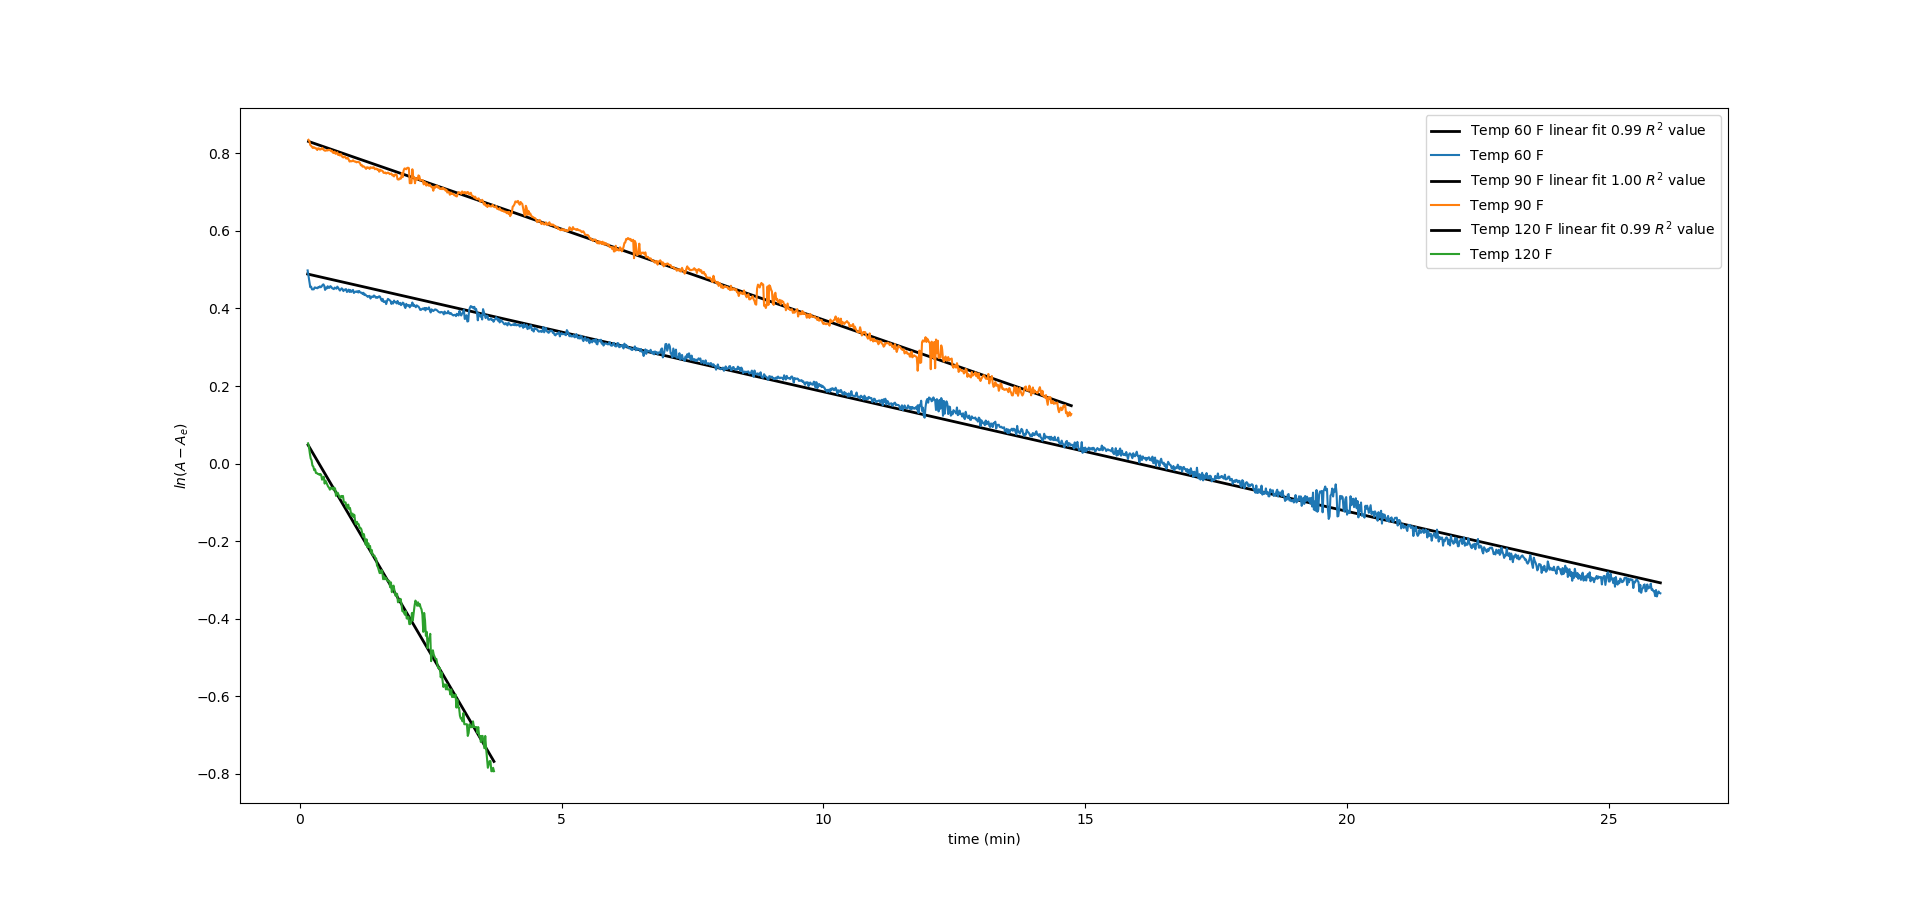 Temp 60 F linear fit 0.99 R² value
Temp 60 F
Temp 90 F linear fit 1.00 R² value
Temp 90 F
Temp 120 F linear fit 0.99 R² value
Temp 120 F
0.8
0.6
0.4
0.2
0.0
−0.2
−0.4
−0.6
−0.8
ln(A − Aₑ)
0 5 10 15 20 25
time (min)